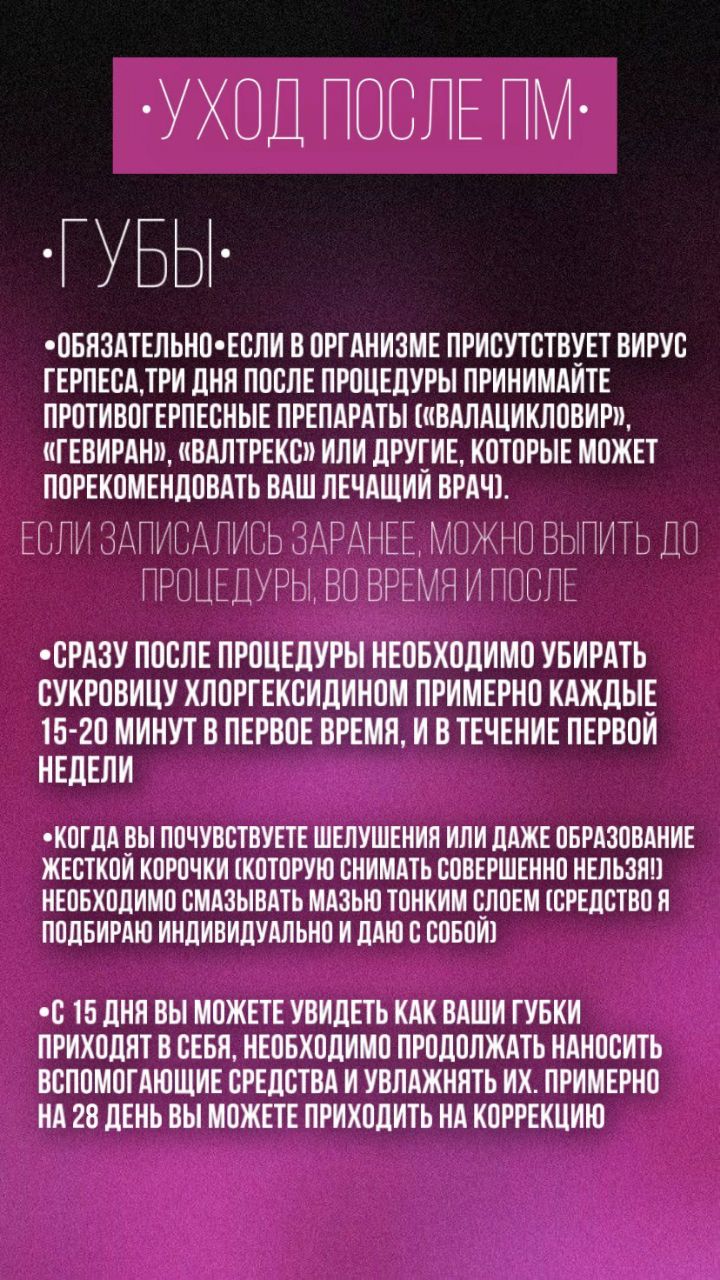 •УХОД ПОСЛЕ ПМ•
•ГУБЫ•
•ОБЯЗАТЕЛЬНО•ЕСЛИ В ОРГАНИЗМЕ ПРИСУТСТВУЕТ ВИРУС
ГЕРПЕСА,ТРИ ДНЯ ПОСЛЕ ПРОЦЕДУРЫ ПРИНИМАЙТЕ
ПРОТИВОГЕРПЕСНЫЕ ПРЕПАРАТЫ («ВАЛАЦИКЛОВИР»,
«ГЕВИРАН», «ВАЛТРЕКС» ИЛИ ДРУГИЕ, КОТОРЫЕ МОЖЕТ
ПОРЕКОМЕНДОВАТЬ ВАШ ЛЕЧАЩИЙ ВРАЧ).
ЕСЛИ ЗАПИСАЛИСЬ ЗАРАНЕЕ, МОЖНО ВЫПИТЬ ДО
ПРОЦЕДУРЫ, ВО ВРЕМЯ И ПОСЛЕ
•СРАЗУ ПОСЛЕ ПРОЦЕДУРЫ НЕОБХОДИМО УБИРАТЬ
СУКРОВИЦУ ХЛОРГЕКСИДИНОМ ПРИМЕРНО КАЖДЫЕ
15-20 МИНУТ В ПЕРВОЕ ВРЕМЯ, И В ТЕЧЕНИЕ ПЕРВОЙ
НЕДЕЛИ
•КОГДА ВЫ ПОЧУВСТВУЕТЕ ШЕЛУШЕНИЯ ИЛИ ДАЖЕ ОБРАЗОВАНИЕ
ЖЕСТКОЙ КОРОЧКИ (КОТОРУЮ СНИМАТЬ СОВЕРШЕННО НЕЛЬЗЯ!)
НЕОБХОДИМО СМАЗЫВАТЬ МАЗЬЮ ТОНКИМ СЛОЕМ (СРЕДСТВО Я
ПОДБИРАЮ ИНДИВИДУАЛЬНО И ДАЮ С СОБОЙ)
•С 15 ДНЯ ВЫ МОЖЕТЕ УВИДЕТЬ КАК ВАШИ ГУБКИ
ПРИХОДЯТ В СЕБЯ, НЕОБХОДИМО ПРОДОЛЖАТЬ НАНОСИТЬ
ВСПОМОГАЮЩИЕ СРЕДСТВА И УВЛАЖНЯТЬ ИХ. ПРИМЕРНО
НА 28 ДЕНЬ ВЫ МОЖЕТЕ ПРИХОДИТЬ НА КОРРЕКЦИЮ